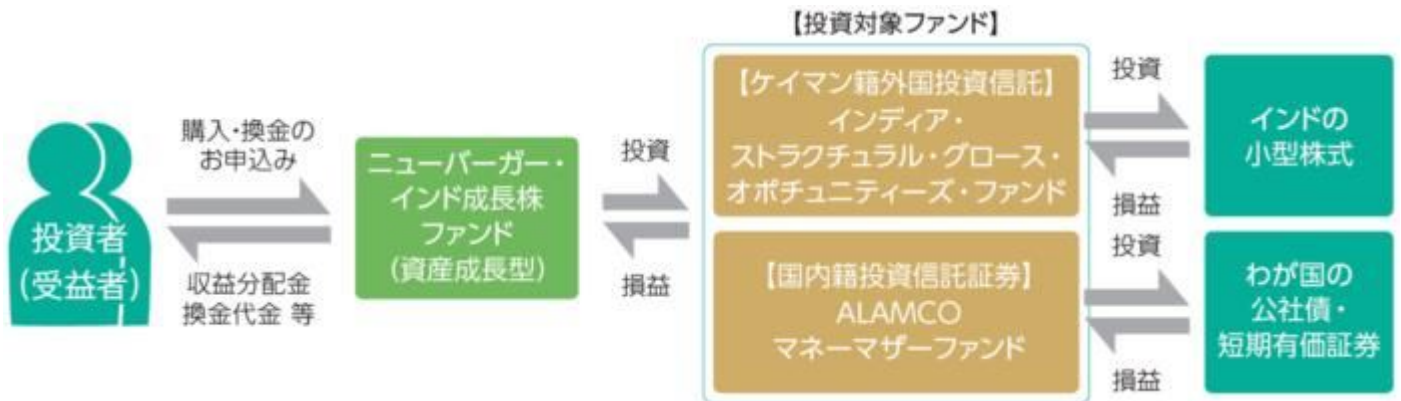 【投資対象ファンド】
購入・換金の
お申込み
投資者
(受益者)
収益分配金
換金代金 等
ニューバーガー・
インド成長株
ファンド
(資産成長型)
投資
損益
【ケイマン籍外国投資信託】
インディア・
ストラクチュラル・グロース・
オポチュニティーズ・ファンド
投資
損益
インドの
小型株式
【国内籍投資信託証券】
ALAMCO
マネーマザーファンド
投資
損益
わが国の
公社債・
短期有価証券